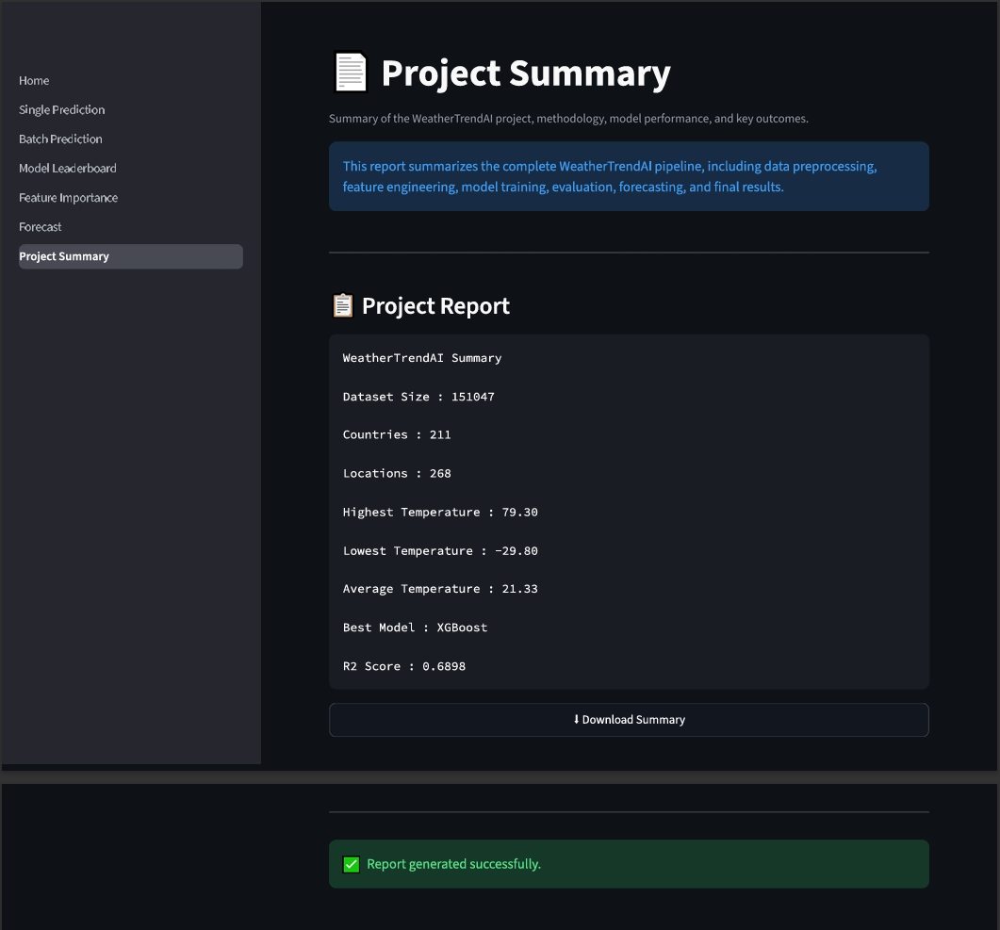 Home
Single Prediction
Batch Prediction
Model Leaderboard
Feature Importance
Forecast
Project Summary
Project Summary
Summary of the WeatherTrendAI project, methodology, model performance, and key outcomes.
This report summarizes the complete WeatherTrendAI pipeline, including data preprocessing,
feature engineering, model training, evaluation, forecasting, and final results.
Project Report
WeatherTrendAI Summary
Dataset Size : 151047
Countries : 211
Locations : 268
Highest Temperature : 79.30
Lowest Temperature : -29.80
Average Temperature : 21.33
Best Model : XGBoost
R2 Score : 0.6898
⬇ Download Summary
✅ Report generated successfully.